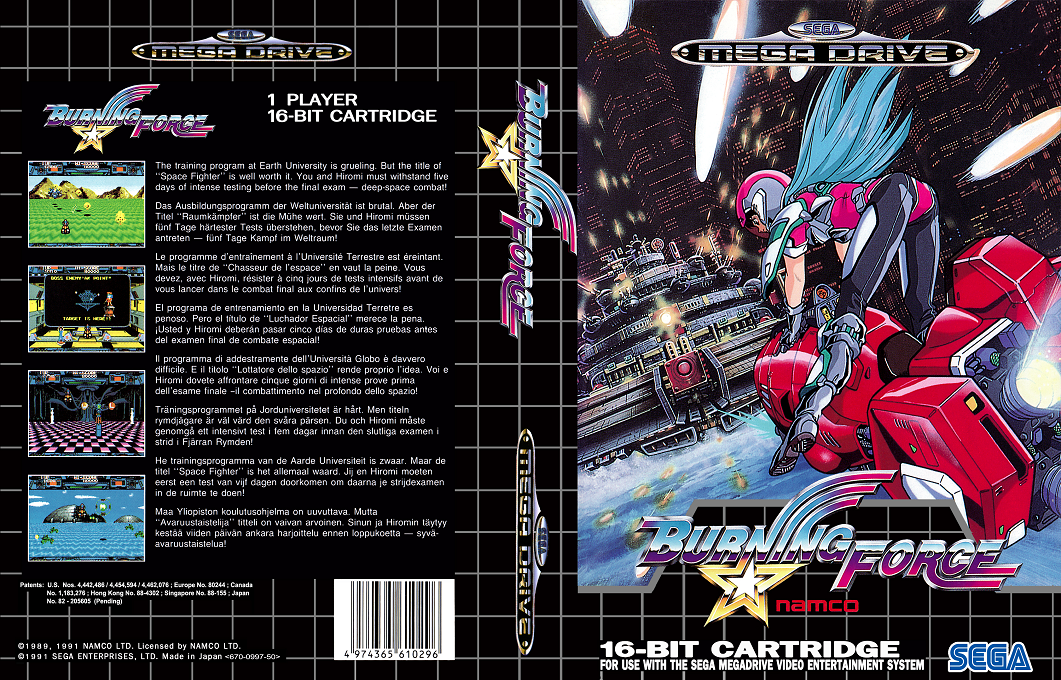 SEGA
MEGA DRIVE
BURNING FORCE
1 PLAYER
16-BIT CARTRIDGE
The training program at Earth University is grueling. But the title of
"Space Fighter" is well worth it. You and Hiromi must withstand five
days of intense testing before the final exam — deep-space combat!
Das Ausbildungsprogramm der Weltuniversität ist brutal. Aber der
Titel "Raumkämpfer" ist die Mühe wert. Sie und Hiromi müssen
fünf Tage härtester Tests überstehen, bevor Sie das letzte Examen
antreten — fünf Tage Kampf im Weltraum!
Le programme d'entraînement à l'Université Terrestre est éreintant.
Mais le titre de "Chasseur de l'espace" en vaut la peine. Vous
devez, avec Hiromi, résister à cinq jours de tests intensifs avant de
vous lancer dans le combat final aux confins de l'univers!
El programa de entrenamiento en la Universidad Terretre es
penoso. Pero el título de "Luchador Espacial" merece la pena.
¡Usted y Hiromi deberán pasar cinco días de duras pruebas antes
del examen final de combate espacial!
Il programma di addestramente dell'Università Globo è davvero
difficile. E il titolo "Lottatore dello spazio" rende proprio l'idea. Voi e
Hiromi dovete affrontare cinque giorni di intense prove prima
dell'esame finale –il combattimento nel profondo dello spazio!
Träningsprogrammet på Jorduniversitetet är hårt. Men titeln
rymdjägare är väl värd den svåra pärsen. Du och Hiromi måste
genomgå ett intensivt test i fem dagar innan den slutliga examen i
strid i Fjärran Rymden!
He trainingsprogramma van de Aarde Universiteit is zwaar. Maar de
titel "Space Fighter" is het allemaal waard. Jij en Hiromi moeten
eerst een test van vijf dagen doorkomen om daarna je strijdexamen
in de ruimte te doen!
Maa Yliopiston koulutusohjelma on uuvuttava. Mutta
"Avaruustaistelija" titteli on vaivan arvoinen. Sinun ja Hiromin täytyy
kestää viiden päivän ankara harjoittelu ennen loppukoetta — syvä-
avaruustaistelua!
BOSS ENEMY AK POINT
TARGET IS HERE!
Patents: U.S. Nos. 4,442,486 / 4,454,594 / 4,462,076 ; Europe No. 80244 ; Canada
No. 1,183,276 ; Hong Kong No. 88-4302 ; Singapore No. 88-155 ; Japan
No. 82 - 205605 (Pending)
©1989, 1991 NAMCO LTD. Licensed by NAMCO LTD.
©1991 SEGA ENTERPRISES, LTD. Made in Japan <670-0997-50>
4 974365 610296
BURNING FORCE
SEGA
MEGA DRIVE
SEGA
MEGA DRIVE
BURNING FORCE
namco
16-BIT CARTRIDGE
FOR USE WITH THE SEGA MEGADRIVE VIDEO ENTERTAINMENT SYSTEM
SEGA